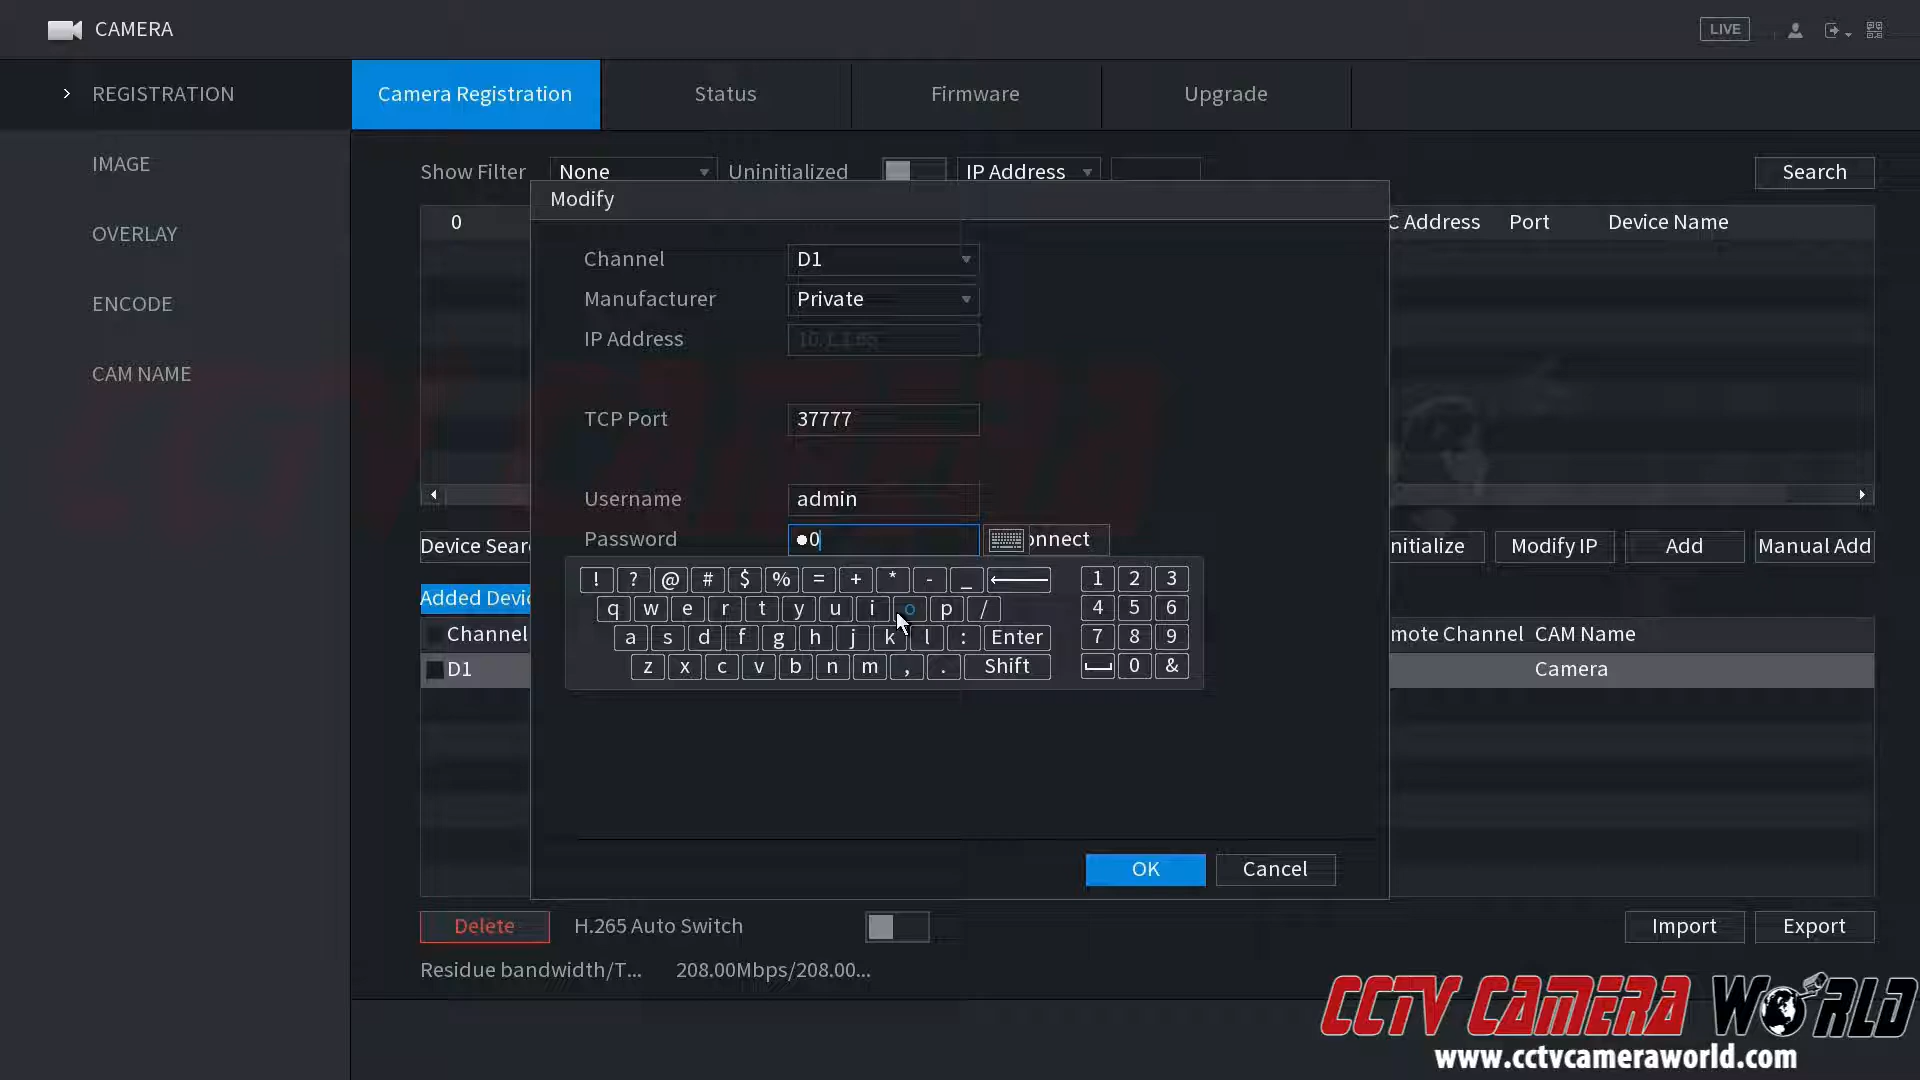 CAMERA
LIVE
REGISTRATION
Camera Registration
Status
Firmware
Upgrade
IMAGE
OVERLAY
ENCODE
CAM NAME
Show Filter
None
Uninitialized
IP Address
Search
0
C Address
Port
Device Name
Modify
Channel
D1
Manufacturer
Private
IP Address
TCP Port
37777
Username
admin
Password
●0
onnect
! ? @ # $ % = + * - _
q w e r t y u i o p /
a s d f g h j k l : Enter
z x c v b n m , . Shift
1 2 3
4 5 6
7 8 9
0 &
OK
Cancel
Device Sear
nitialize
Modify IP
Add
Manual Add
Added Devi
Channel
mote Channel
CAM Name
D1
Camera
Delete
H.265 Auto Switch
Import
Export
Residue bandwidth/T...
208.00Mbps/208.00...
CCTV CAMERA
CCTV CAMERA WORLD
www.cctvcameraworld.com